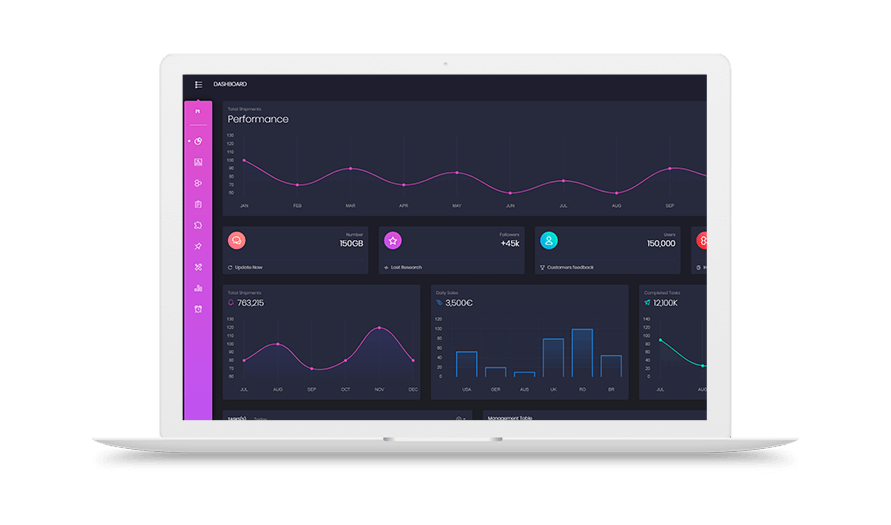 DASHBOARD
Total Shipments
Performance
130
120
110
100
90
80
70
60
JAN FEB MAR APR MAY JUN JUL AUG SEP
Number
150GB
Update Now
Followers
+45k
Last Research
Users
150,000
Customers feedback
Total Shipments
763,215
130
120
110
100
90
80
70
60
JUL AUG SEP OCT NOV DEC
Daily Sales
3,500€
120
100
80
60
40
20
0
USA GER AUS UK RO BR
Completed Tasks
12,100K
140
120
100
80
60
40
20
0
JUL AUG
Today
Management Table